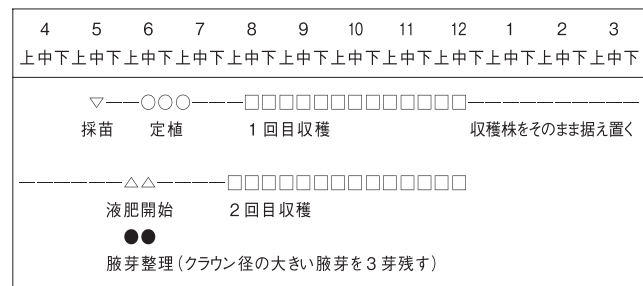 4 5 6 7 8 9 10 11 12 1 2 3
上中下上中下上中下上中下上中下上中下上中下上中下上中下上中下上中下上中下
▽――○○○―――□□□□□□□□□□□□□――――――――――
採苗 定植 1回目収穫 収穫株をそのまま据え置く
――――――△△――――□□□□□□□□□□□□□□
液肥開始 2回目収穫
●●
腋芽整理(クラウン径の大きい腋芽を3芽残す)